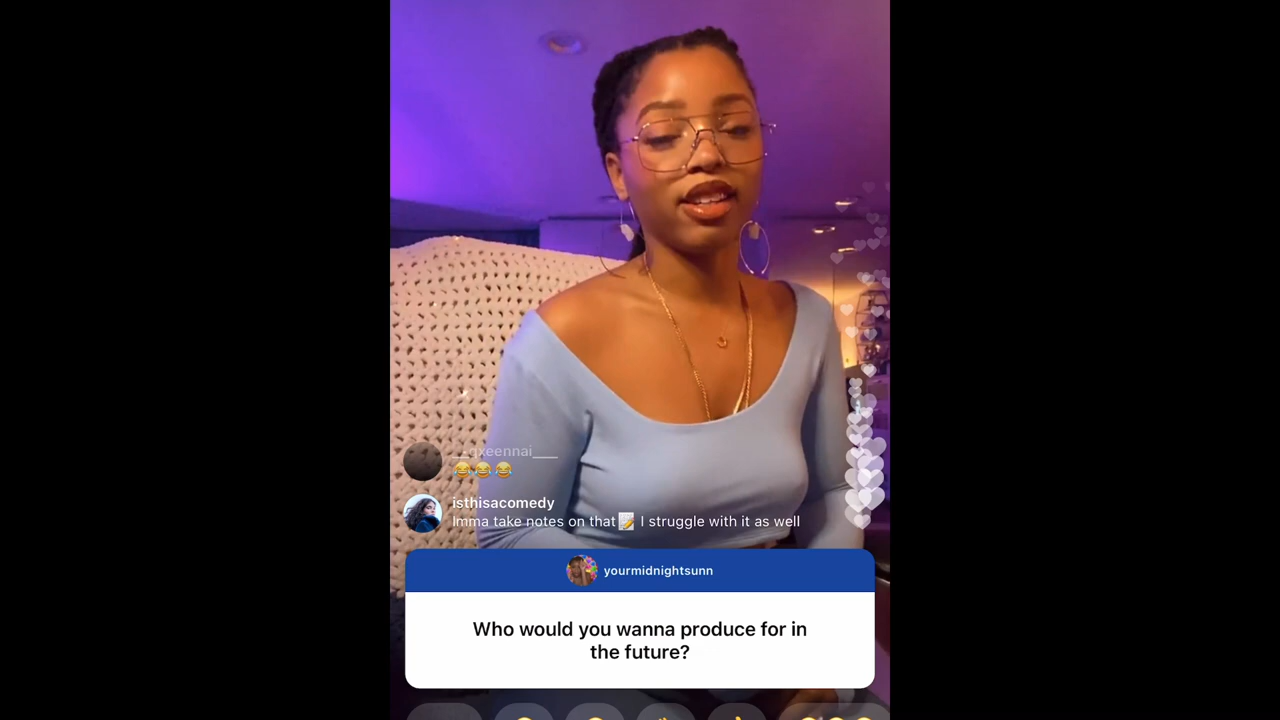 __qxeennai___
😂😂😂
isthisacomedy
Imma take notes on that📝 I struggle with it as well
yourmidnightsunn
Who would you wanna produce for in
the future?